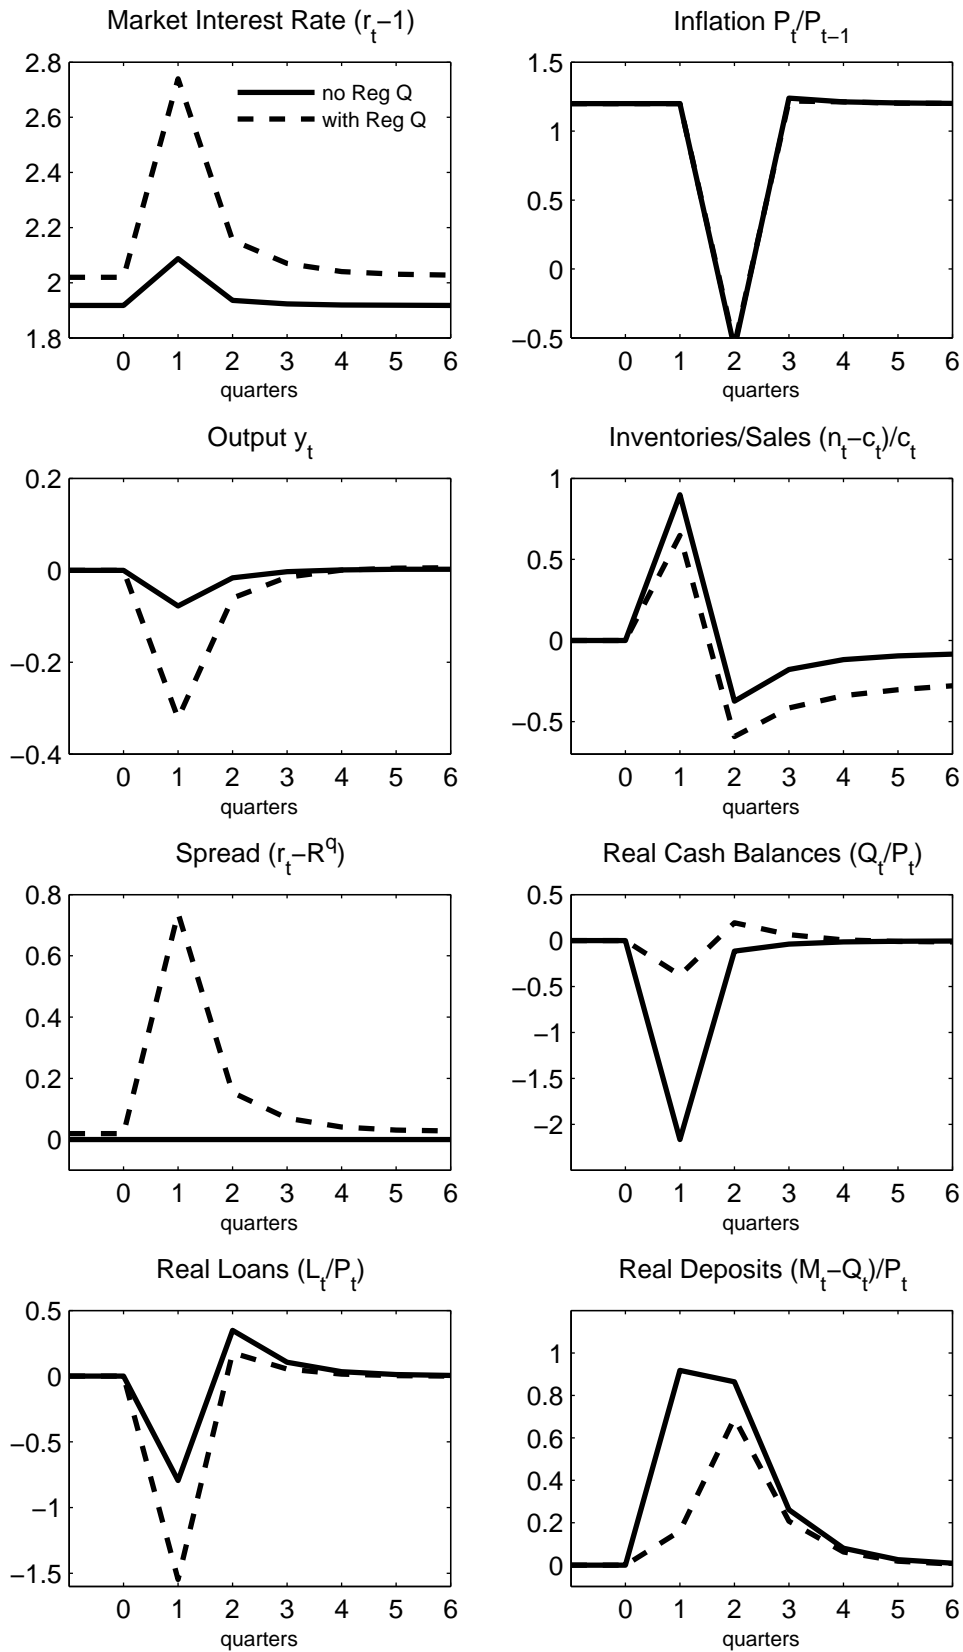 Market Interest Rate (r_t−1)
2.8
2.6
2.4
2.2
2
1.8
no Reg Q
with Reg Q
0 1 2 3 4 5 6
quarters
Inflation P_t/P_{t−1}
1.5
1
0.5
0
−0.5
0 1 2 3 4 5 6
quarters
Output y_t
0.2
0
−0.2
−0.4
0 1 2 3 4 5 6
quarters
Inventories/Sales (n_t−c_t)/c_t
1
0.5
0
−0.5
0 1 2 3 4 5 6
quarters
Spread (r_t−R^q)
0.8
0.6
0.4
0.2
0
0 1 2 3 4 5 6
quarters
Real Cash Balances (Q_t/P_t)
0.5
0
−0.5
−1
−1.5
−2
0 1 2 3 4 5 6
quarters
Real Loans (L_t/P_t)
0.5
0
−0.5
−1
−1.5
0 1 2 3 4 5 6
quarters
Real Deposits (M_t−Q_t)/P_t
1
0.8
0.6
0.4
0.2
0
0 1 2 3 4 5 6
quarters